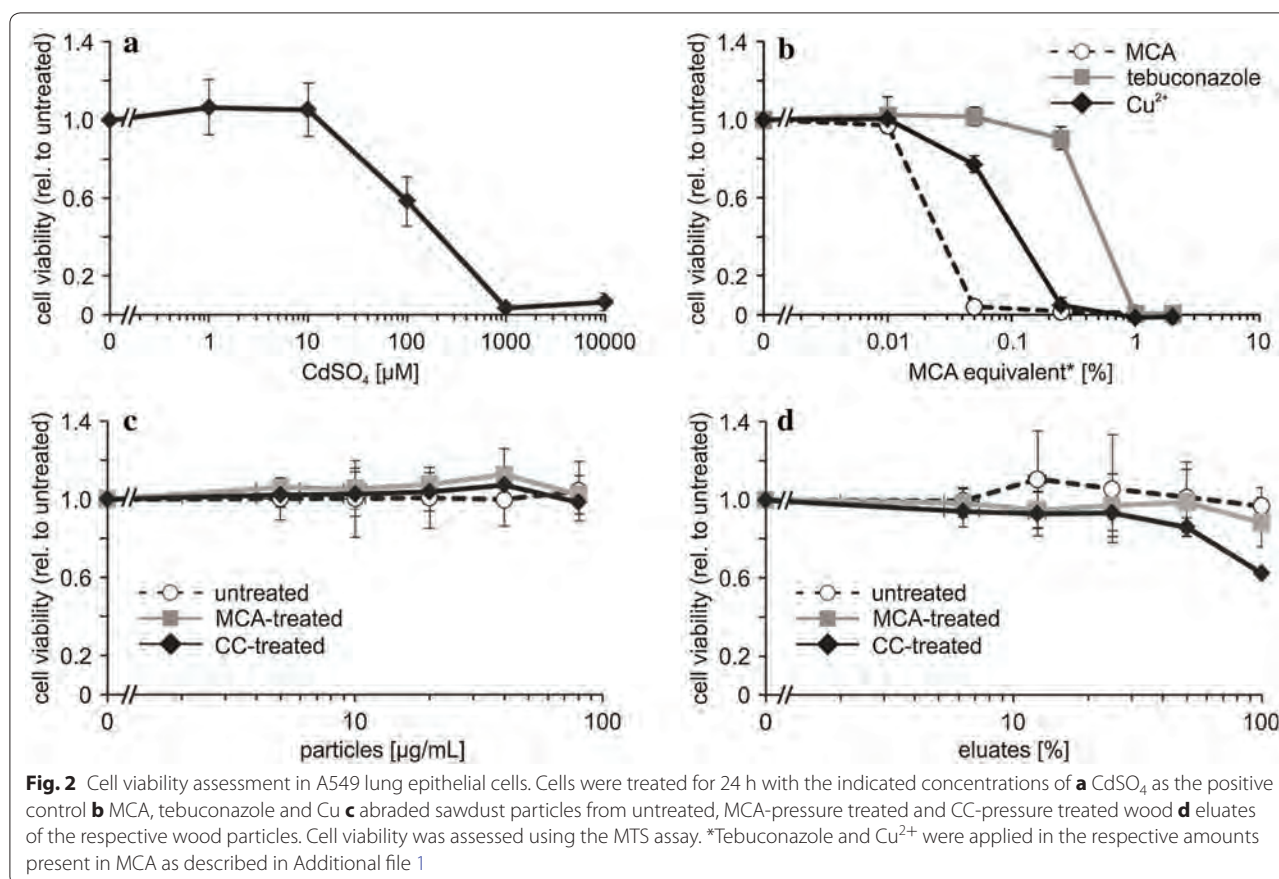 a
cell viability (rel. to untreated)
1.4
1.0
0.6
0.2
0
0
1
10
100
1000
10000
CdSO₄ [µM]
b
MCA
tebuconazole
Cu²⁺
cell viability (rel. to untreated)
1.4
1.0
0.6
0.2
0
0
0.01
0.1
1
10
MCA equivalent* [%]
c
cell viability (rel. to untreated)
1.4
1.0
0.6
0.2
0
untreated
MCA-treated
CC-treated
0
10
100
particles [µg/mL]
d
cell viability (rel. to untreated)
1.4
1.0
0.6
0.2
0
untreated
MCA-treated
CC-treated
0
10
100
eluates [%]
Fig. 2 Cell viability assessment in A549 lung epithelial cells. Cells were treated for 24 h with the indicated concentrations of a CdSO₄ as the positive
control b MCA, tebuconazole and Cu c abraded sawdust particles from untreated, MCA-pressure treated and CC-pressure treated wood d eluates
of the respective wood particles. Cell viability was assessed using the MTS assay. *Tebuconazole and Cu²⁺ were applied in the respective amounts
present in MCA as described in Additional file 1